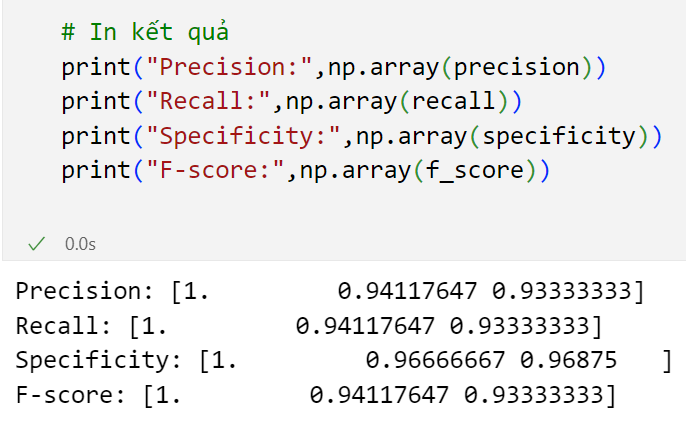 # In kết quả
print("Precision:",np.array(precision))
print("Recall:",np.array(recall))
print("Specificity:",np.array(specificity))
print("F-score:",np.array(f_score))
0.0s
Precision: [1.         0.94117647 0.93333333]
Recall: [1.         0.94117647 0.93333333]
Specificity: [1.         0.96666667 0.96875   ]
F-score: [1.         0.94117647 0.93333333]